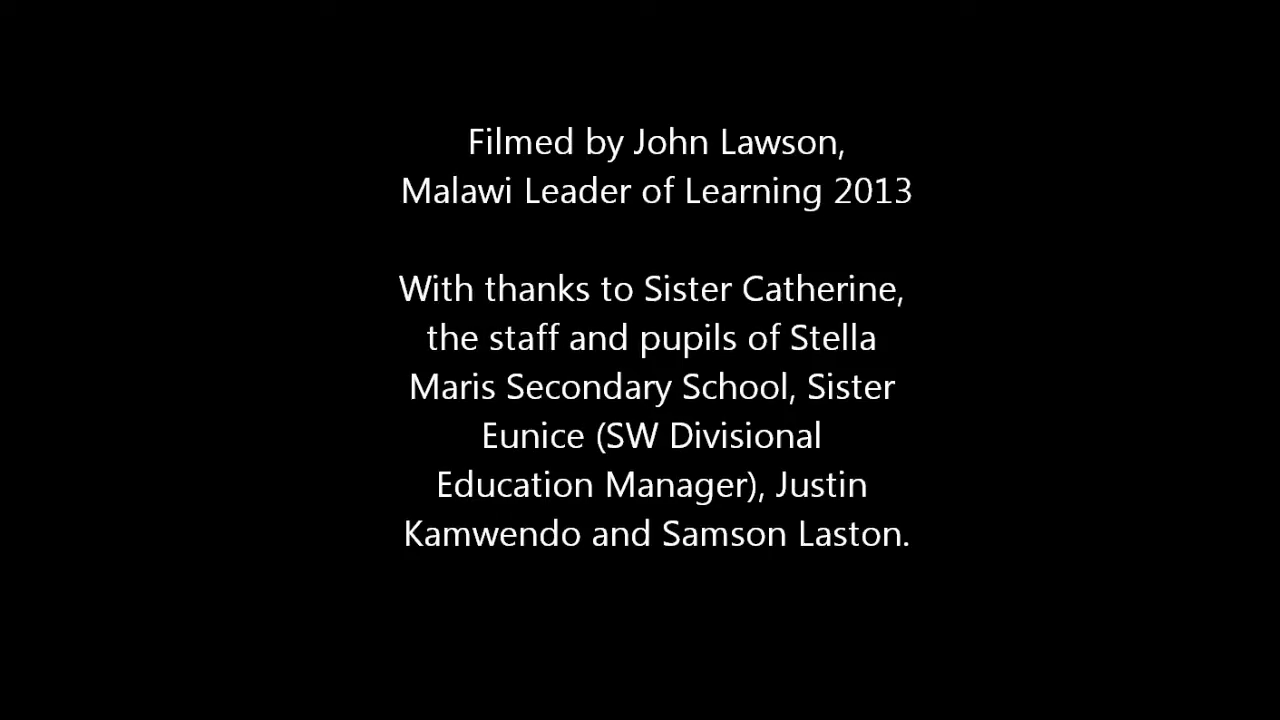 Filmed by John Lawson,
Malawi Leader of Learning 2013
With thanks to Sister Catherine,
the staff and pupils of Stella
Maris Secondary School, Sister
Eunice (SW Divisional
Education Manager), Justin
Kamwendo and Samson Laston.